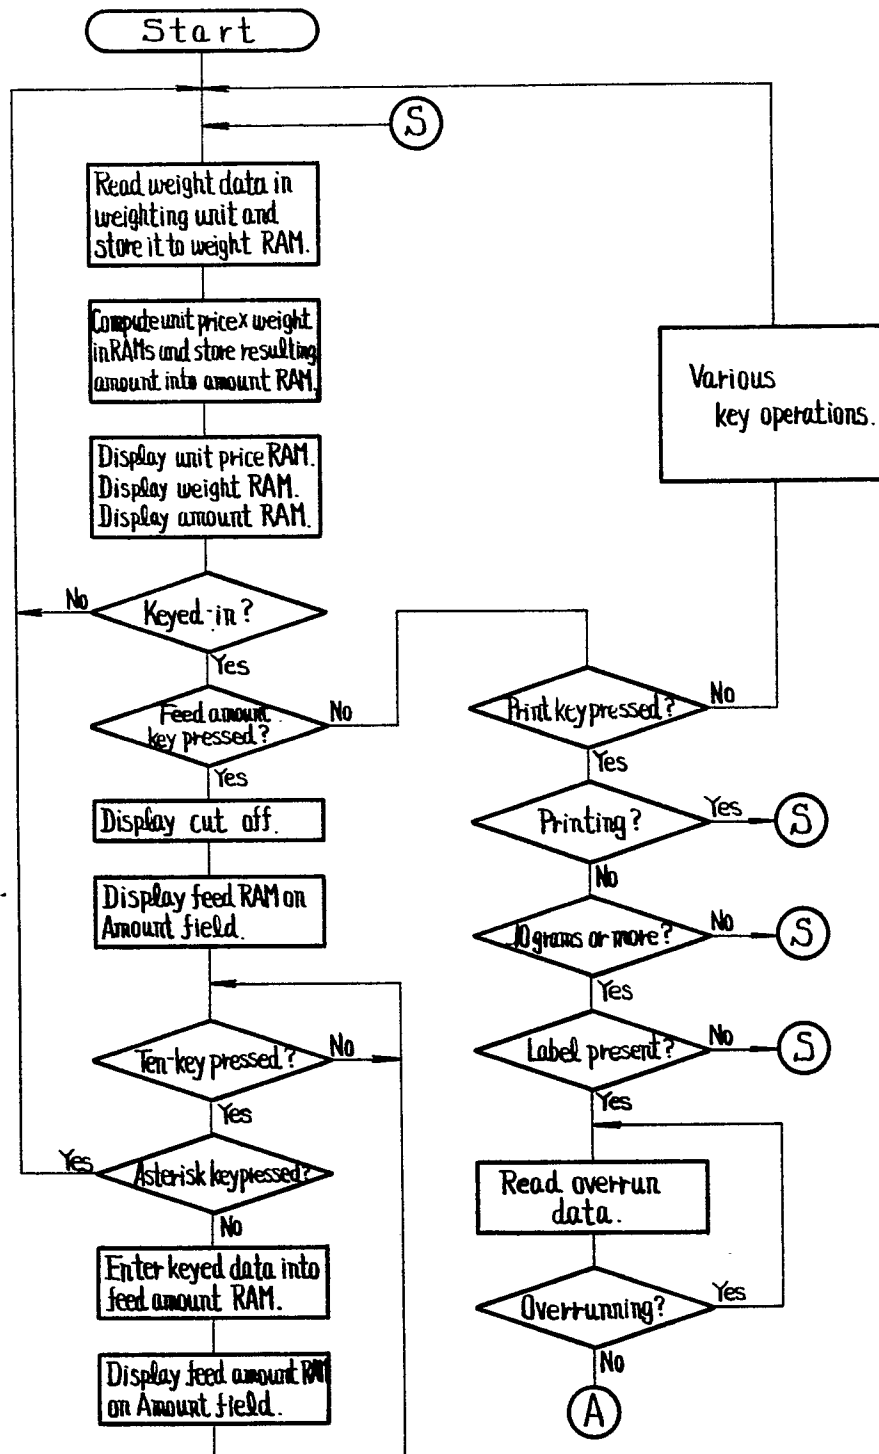 Start
S
Read weight data in
weighting unit and
store it to weight RAM.
Compute unit price × weight
in RAMs and store resulting
amount into amount RAM.
Display unit price RAM.
Display weight RAM.
Display amount RAM.
Keyed-in?
No
Yes
Feed amount
key pressed?
No
Yes
Display cut off.
Display feed RAM on
Amount field.
Ten-key pressed?
No
Yes
Asterisk key pressed?
Yes
No
Enter keyed data into
feed amount RAM.
Display feed amount RAM
on Amount field.
Various
key operations.
Print key pressed?
No
Yes
Printing?
Yes
S
No
10 grams or more?
No
S
Yes
Label present?
No
S
Yes
Read overrun
data.
Overrunning?
Yes
No
A